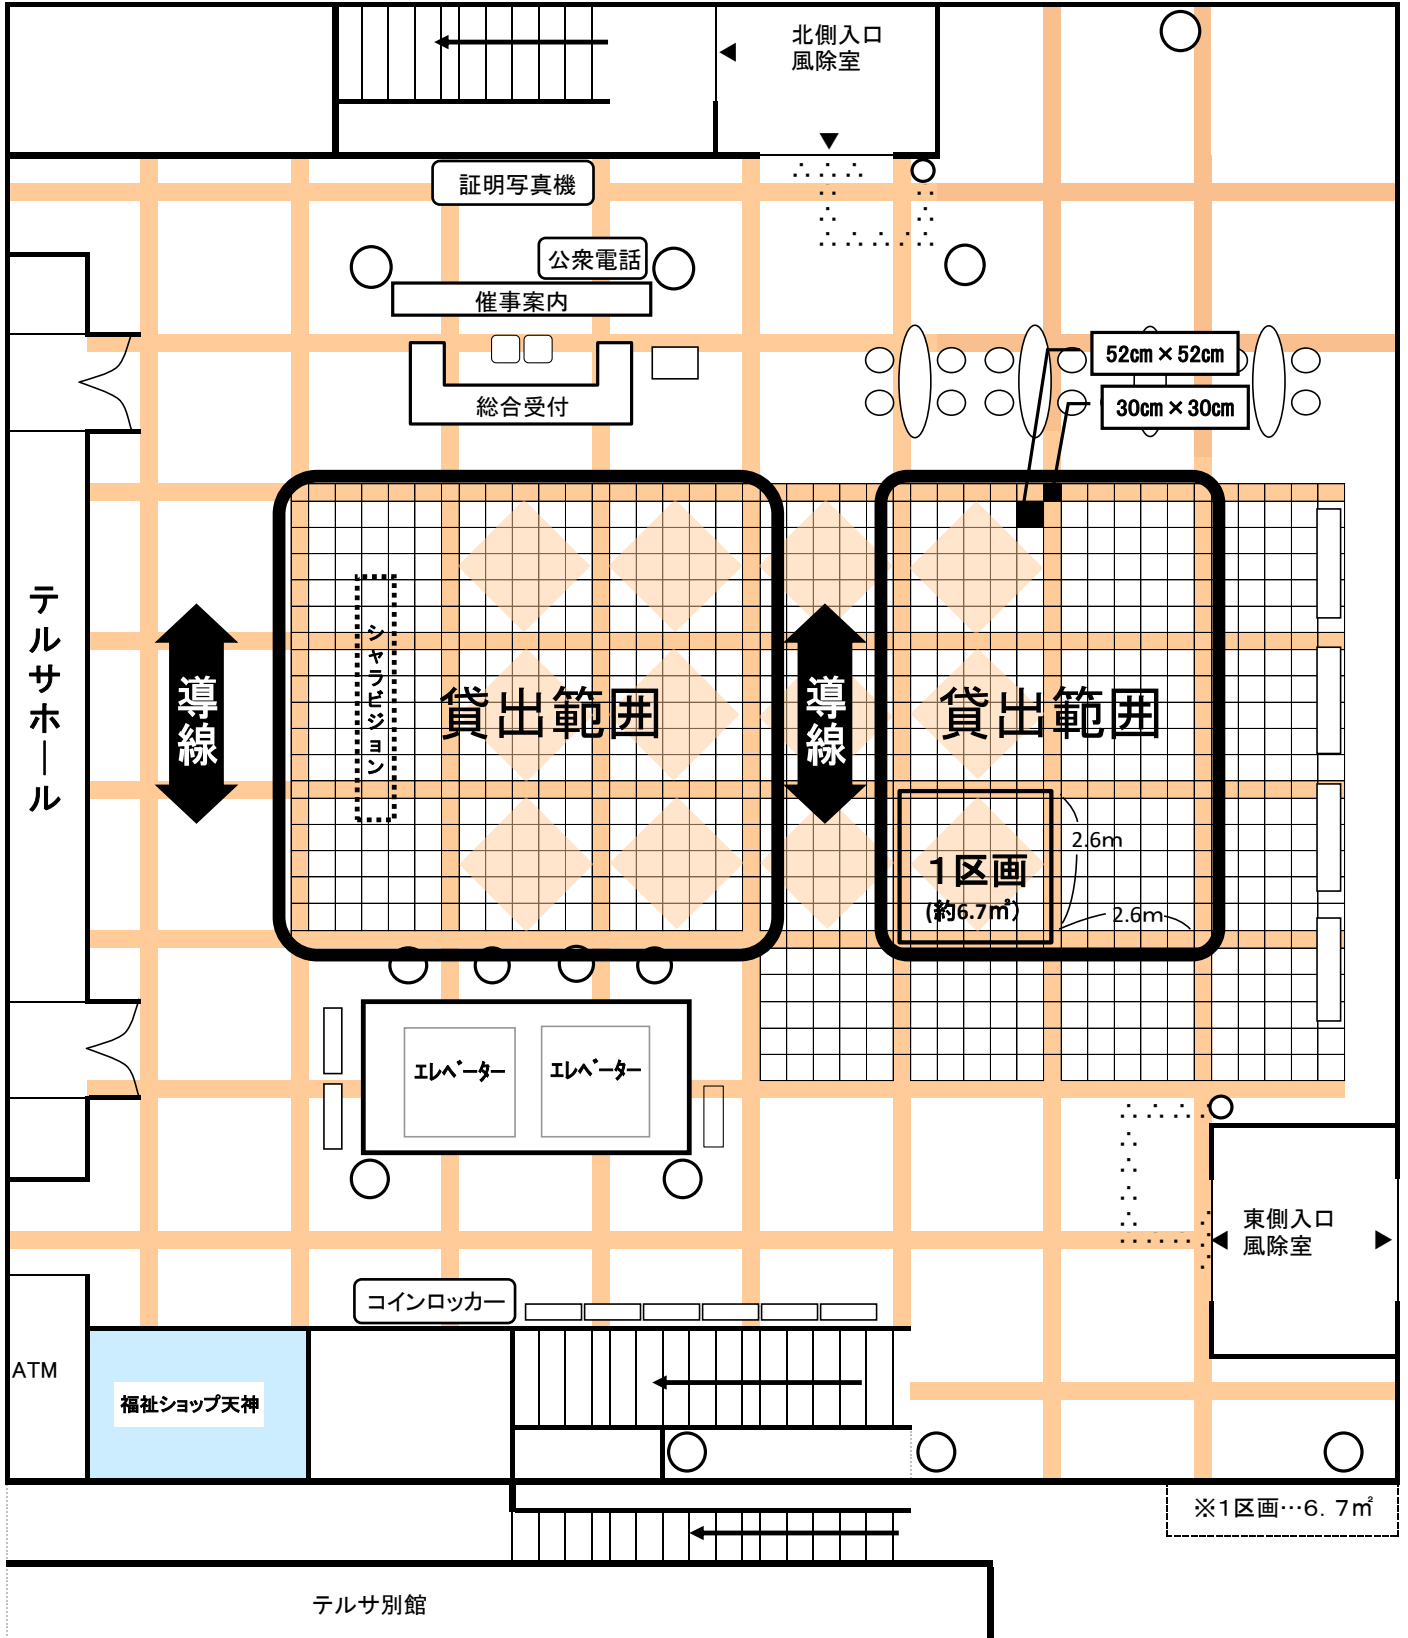 北側入口
風除室
証明写真機
公衆電話
催事案内
総合受付
52cm×52cm
30cm×30cm
テルサホール
シャラビジョン
導線
貸出範囲
導線
貸出範囲
2.6m
1区画
(約6.7㎡)
2.6m
エレベーター
エレベーター
東側入口
風除室
コインロッカー
ATM
福祉ショップ天神
※1区画…6.7㎡
テルサ別館